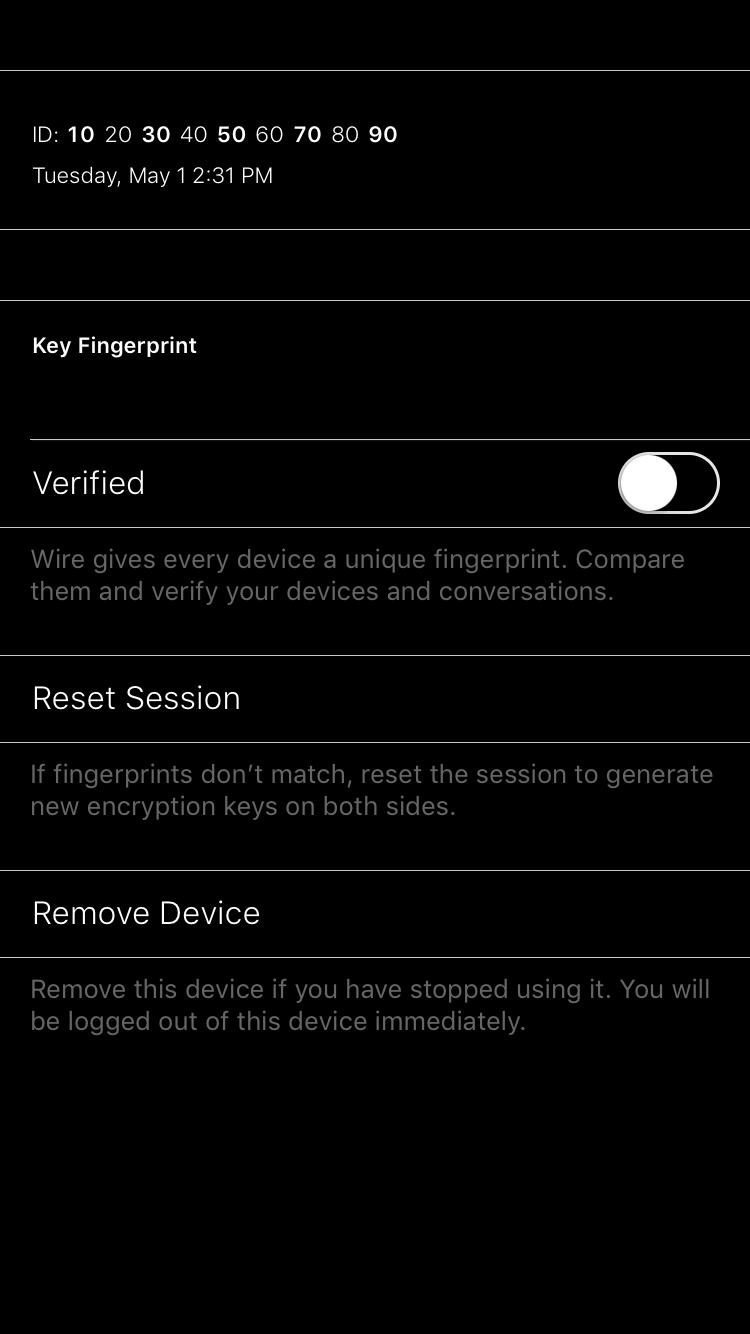 ID: 10 20 30 40 50 60 70 80 90
Tuesday, May 1 2:31 PM
Key Fingerprint
Verified
Wire gives every device a unique fingerprint. Compare
them and verify your devices and conversations.
Reset Session
If fingerprints don’t match, reset the session to generate
new encryption keys on both sides.
Remove Device
Remove this device if you have stopped using it. You will
be logged out of this device immediately.